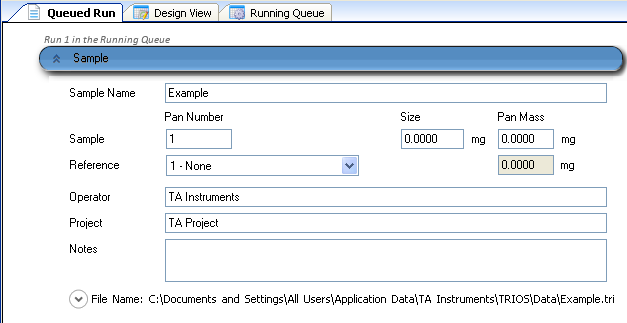 Queued Run Design View Running Queue
Run 1 in the Running Queue
Sample
Sample Name Example
Pan Number Size Pan Mass
Sample 1 0.0000 mg 0.0000 mg
Reference 1 - None 0.0000 mg
Operator TA Instruments
Project TA Project
Notes
File Name: C:\Documents and Settings\All Users\Application Data\TA Instruments\TRIOS\Data\Example.tri